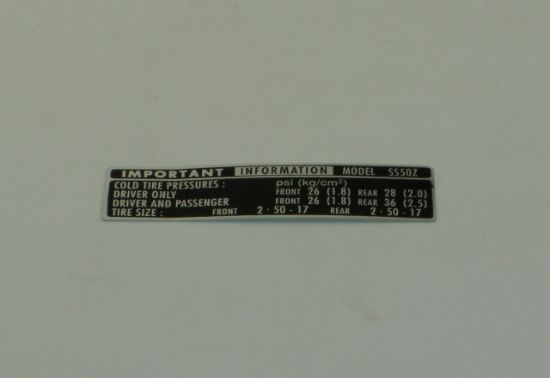 IMPORTANT INFORMATION MODEL SS50Z
COLD TIRE PRESSURES : psi (kg/cm²)
DRIVER ONLY FRONT 26 (1.8) REAR 28 (2.0)
DRIVER AND PASSENGER FRONT 26 (1.8) REAR 36 (2.5)
TIRE SIZE : FRONT 2 - 50 - 17 REAR 2 - 50 - 17